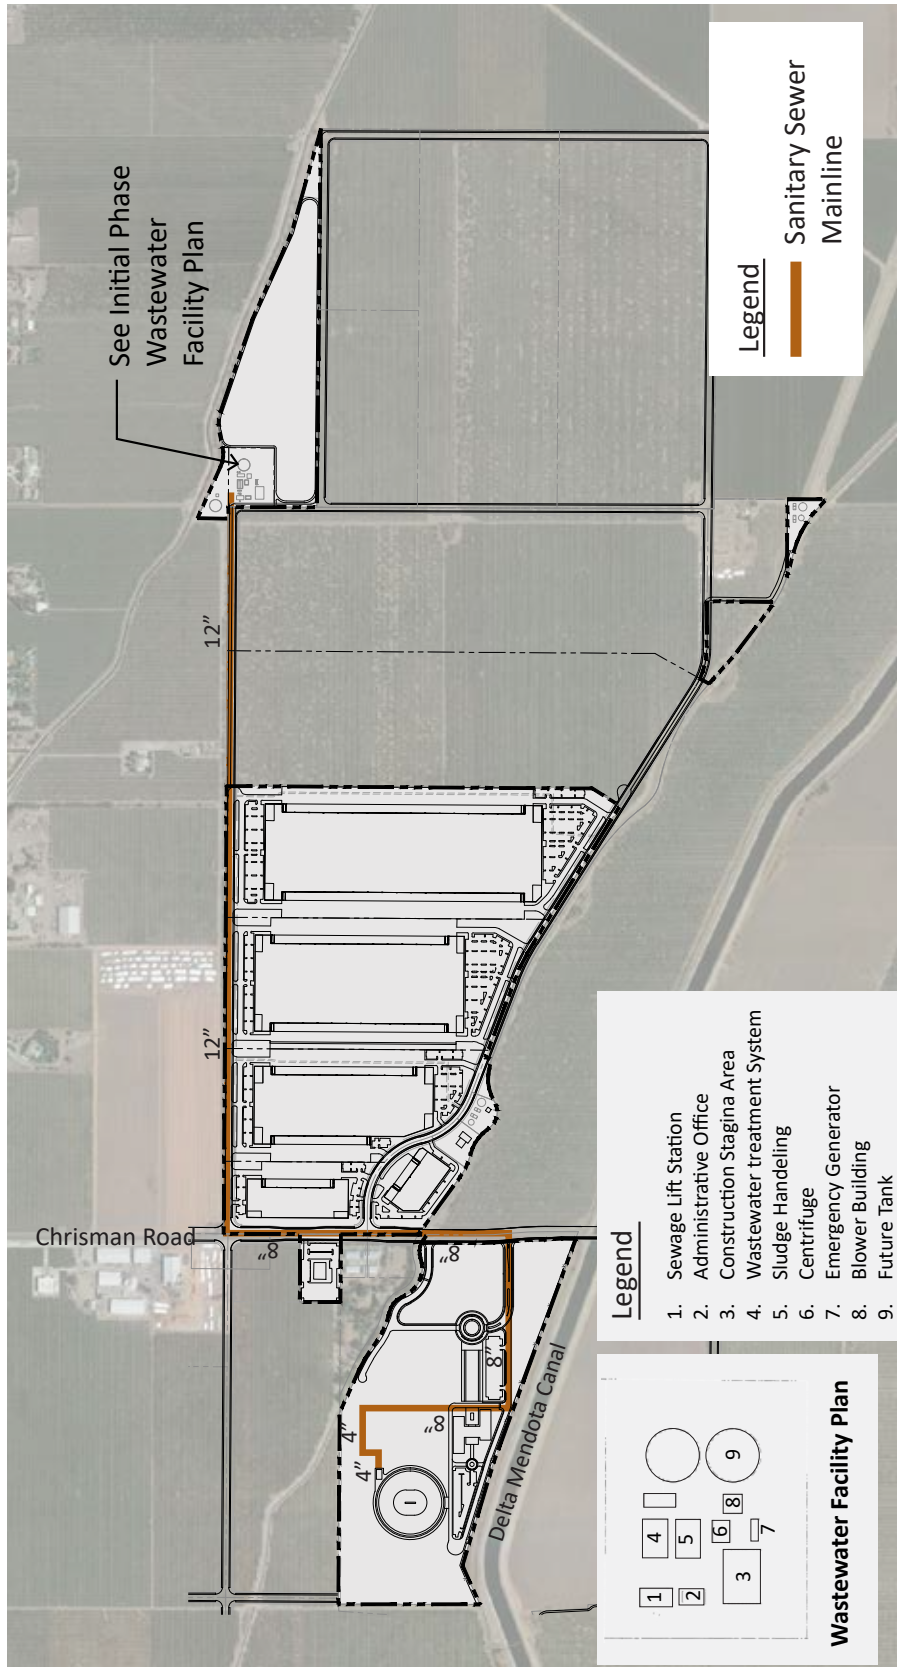 See Initial Phase
Wastewater
Facility Plan
Legend
Sanitary Sewer
Mainline
12”
12”
Chrisman Road
8”
8”
8”
8”
4”
4”
Delta Mendota Canal
Legend
1. Sewage Lift Station
2. Administrative Office
3. Construction Stagina Area
4. Wastewater treatment System
5. Sludge Handeling
6. Centrifuge
7. Emergency Generator
8. Blower Building
9. Future Tank
1
2
3
4
5
6
7
8
9
Wastewater Facility Plan